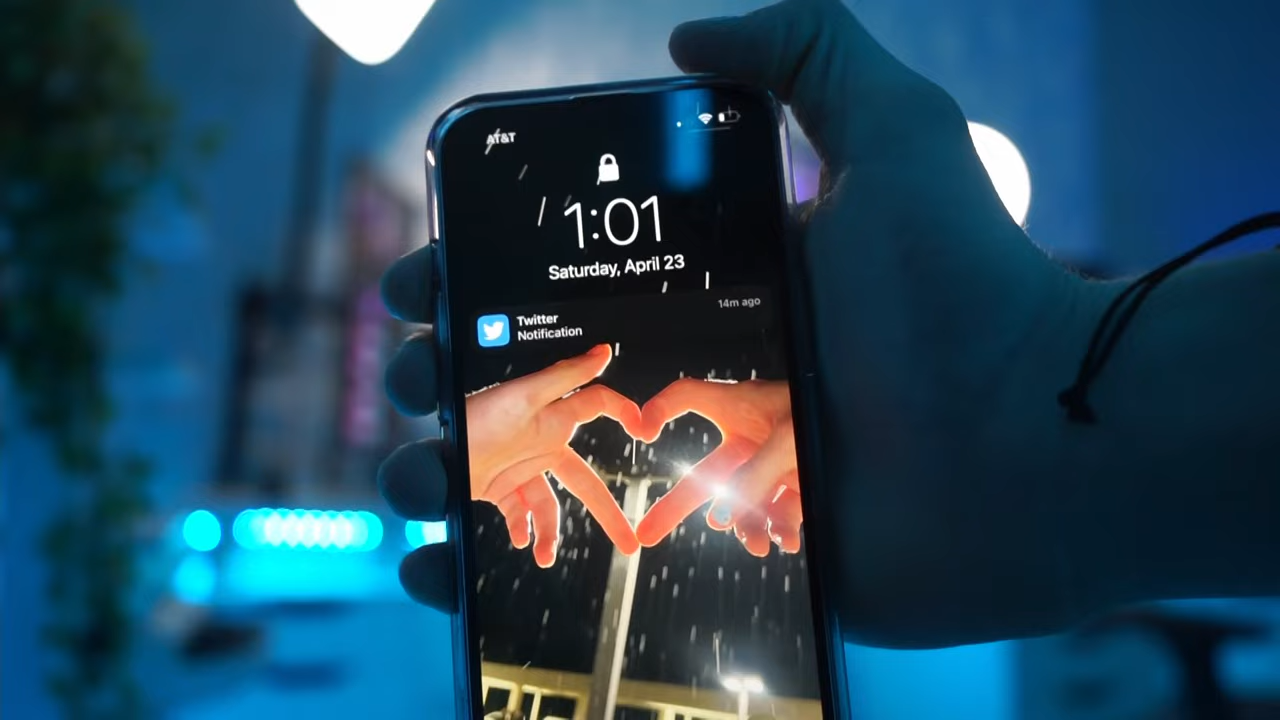 AT&T
1:01
Saturday, April 23
Twitter
14m ago
Notification